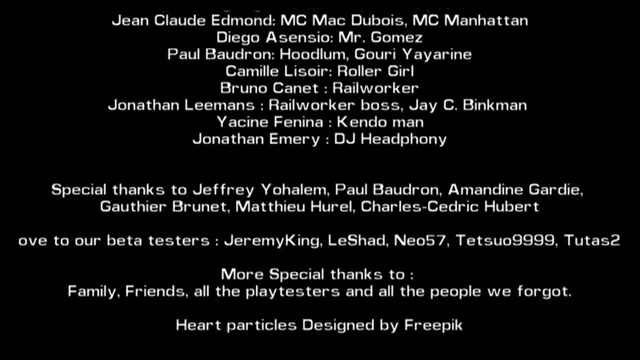 Jean Claude Edmond: MC Mac Dubois, MC Manhattan
Diego Asensio: Mr. Gomez
Paul Baudron: Hoodlum, Gouri Yayarine
Camille Lisoir: Roller Girl
Bruno Canet : Railworker
Jonathan Leemans : Railworker boss, Jay C. Binkman
Yacine Fenina : Kendo man
Jonathan Emery : DJ Headphony
Special thanks to Jeffrey Yohalem, Paul Baudron, Amandine Gardie,
Gauthier Brunet, Matthieu Hurel, Charles-Cedric Hubert
ove to our beta testers : JeremyKing, LeShad, Neo57, Tetsuo9999, Tutas2
More Special thanks to :
Family, Friends, all the playtesters and all the people we forgot.
Heart particles Designed by Freepik